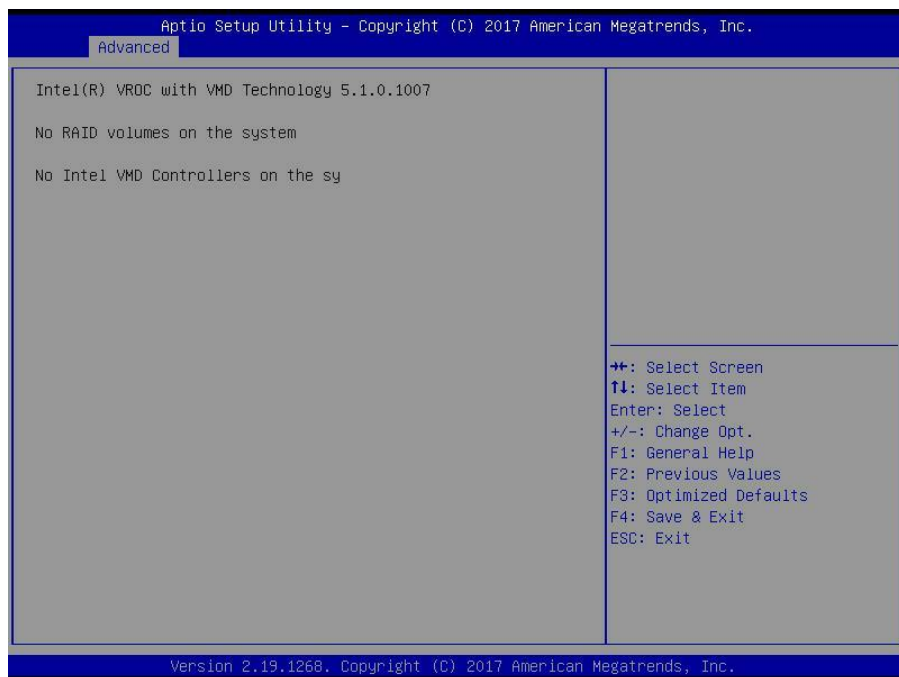 Aptio Setup Utility – Copyright (C) 2017 American Megatrends, Inc.
Advanced
Intel(R) VROC with VMD Technology 5.1.0.1007
No RAID volumes on the system
No Intel VMD Controllers on the sy
→←: Select Screen
↑↓: Select Item
Enter: Select
+/-: Change Opt.
F1: General Help
F2: Previous Values
F3: Optimized Defaults
F4: Save & Exit
ESC: Exit
Version 2.19.1268. Copyright (C) 2017 American Megatrends, Inc.